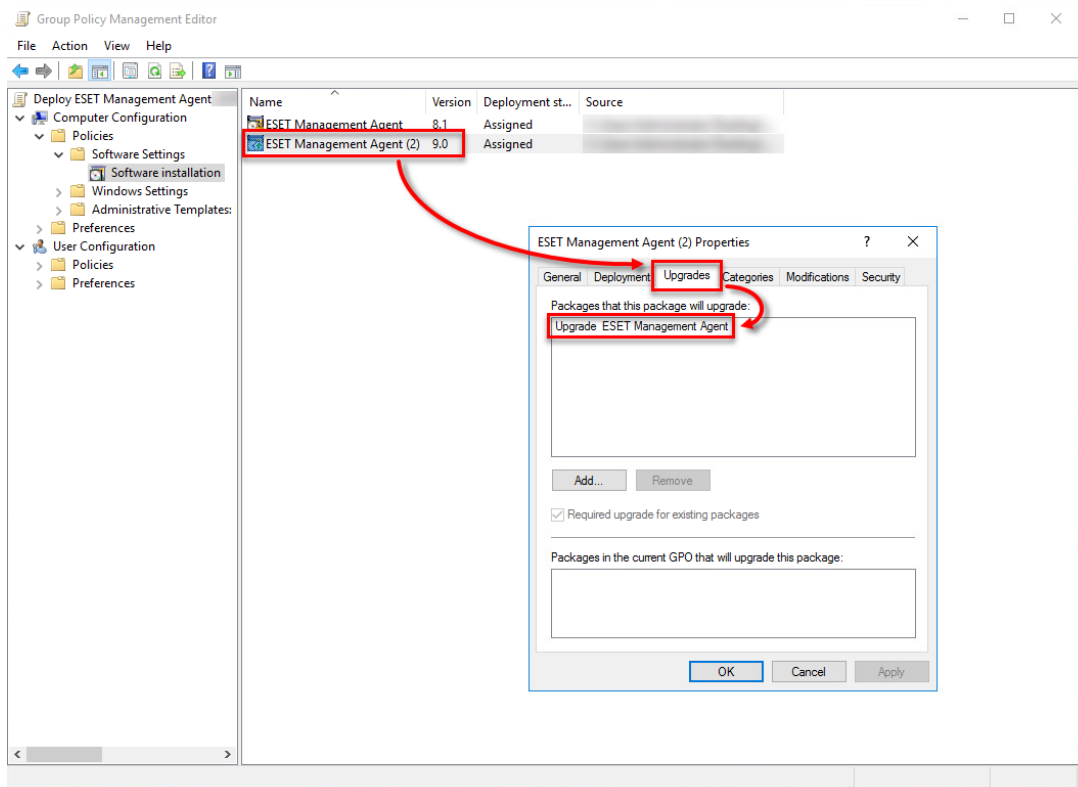 Group Policy Management Editor
File Action View Help
Deploy ESET Management Agent
Computer Configuration
Policies
Software Settings
Software installation
Windows Settings
Administrative Templates:
Preferences
User Configuration
Policies
Preferences
Name Version Deployment st... Source
ESET Management Agent 8.1 Assigned
ESET Management Agent (2) 9.0 Assigned
ESET Management Agent (2) Properties
General Deployment Upgrades Categories Modifications Security
Packages that this package will upgrade:
Upgrade ESET Management Agent
Add... Remove
Required upgrade for existing packages
Packages in the current GPO that will upgrade this package:
OK Cancel Apply